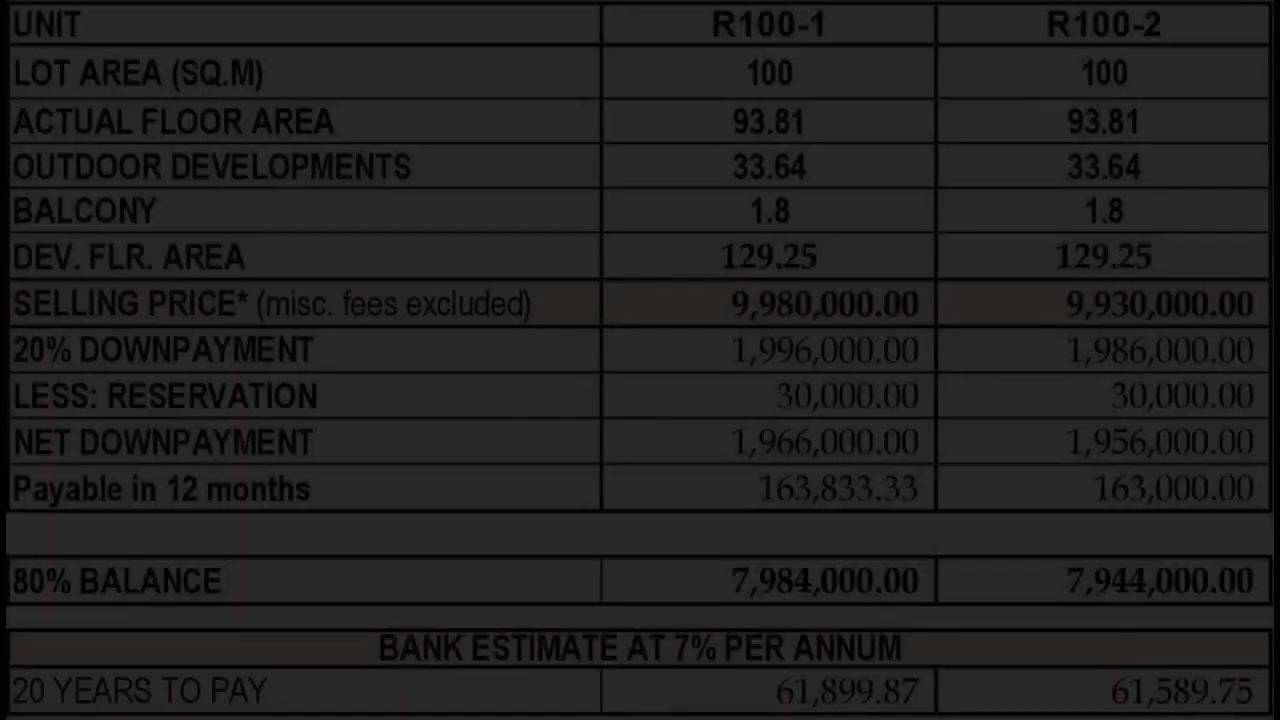 UNIT R100-1 R100-2
LOT AREA (SQ.M) 100 100
ACTUAL FLOOR AREA 93.81 93.81
OUTDOOR DEVELOPMENTS 33.64 33.64
BALCONY 1.8 1.8
DEV. FLR. AREA 129.25 129.25
SELLING PRICE* (misc. fees excluded) 9,980,000.00 9,930,000.00
20% DOWNPAYMENT 1,996,000.00 1,986,000.00
LESS: RESERVATION 30,000.00 30,000.00
NET DOWNPAYMENT 1,966,000.00 1,956,000.00
Payable in 12 months 163,833.33 163,000.00
80% BALANCE 7,984,000.00 7,944,000.00
BANK ESTIMATE AT 7% PER ANNUM
20 YEARS TO PAY 61,899.87 61,589.75